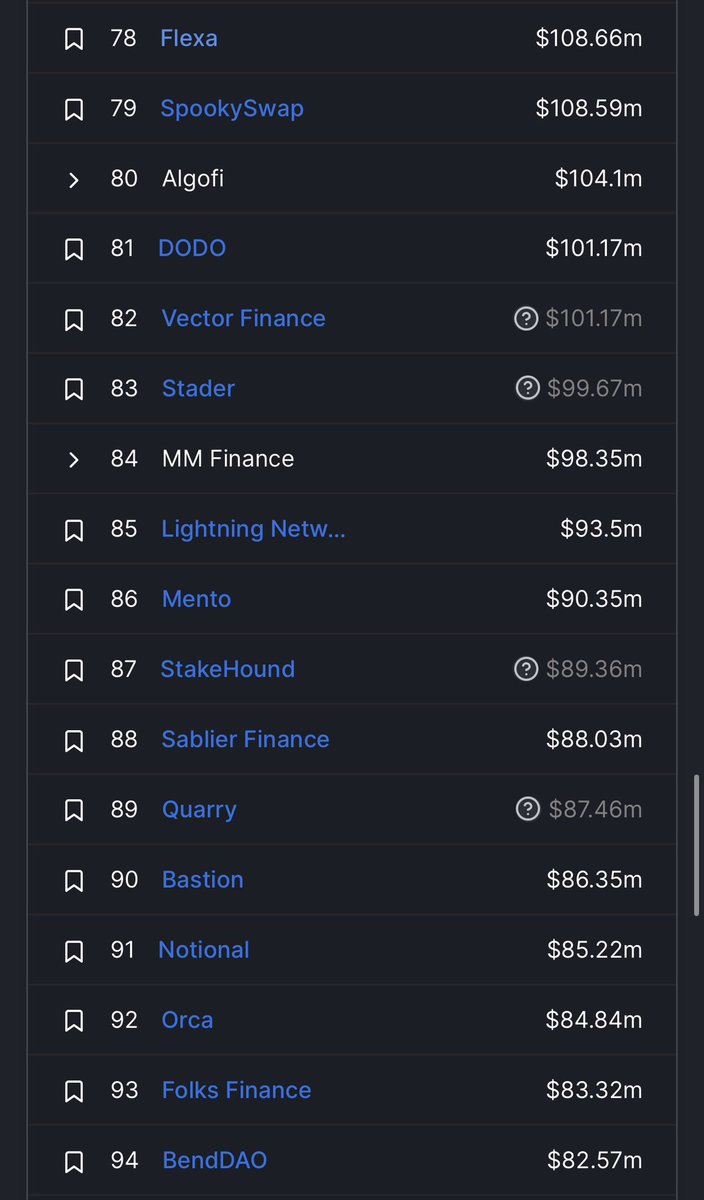 78 Flexa $108.66m
79 SpookySwap $108.59m
80 Algofi $104.1m
81 DODO $101.17m
82 Vector Finance ? $101.17m
83 Stader ? $99.67m
84 MM Finance $98.35m
85 Lightning Netw... $93.5m
86 Mento $90.35m
87 StakeHound ? $89.36m
88 Sablier Finance $88.03m
89 Quarry ? $87.46m
90 Bastion $86.35m
91 Notional $85.22m
92 Orca $84.84m
93 Folks Finance $83.32m
94 BendDAO $82.57m